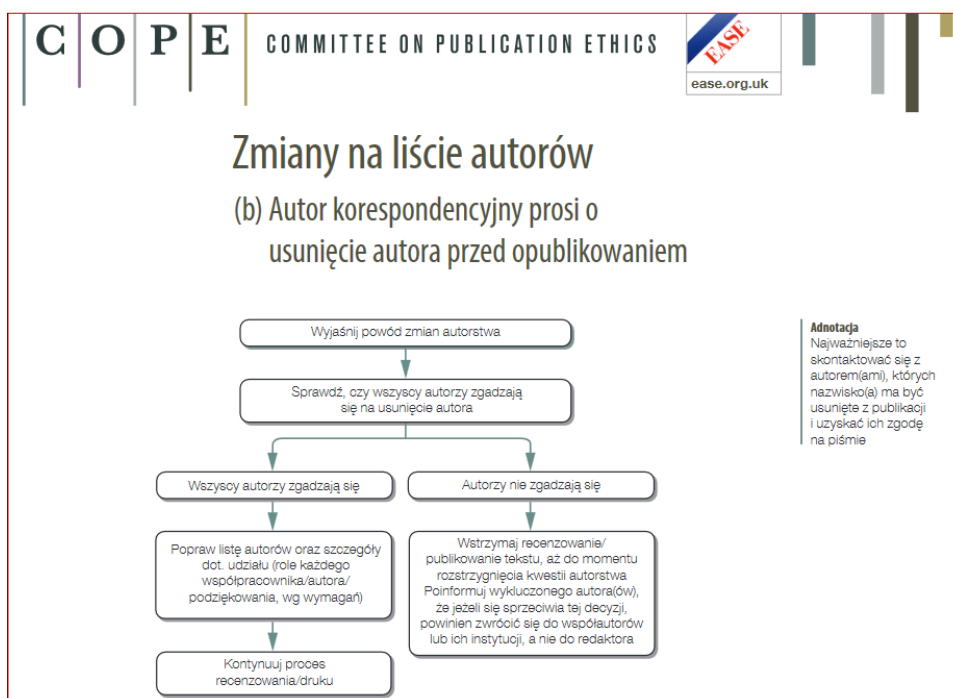 COPE COMMITTEE ON PUBLICATION ETHICS
EASE
ease.org.uk
Zmiany na liście autorów
(b) Autor korespondencyjny prosi o
usunięcie autora przed opublikowaniem
Wyjaśnij powód zmian autorstwa
Sprawdź, czy wszyscy autorzy zgadzają
się na usunięcie autora
Wszyscy autorzy zgadzają się
Popraw listę autorów oraz szczegóły
dot. udziału (role każdego
współpracownika/autora/
podziękowania, wg wymagań)
Kontynuuj proces
recenzowania/druku
Autorzy nie zgadzają się
Wstrzymaj recenzowanie/
publikowanie tekstu, aż do momentu
rozstrzygnięcia kwestii autorstwa
Poinformuj wykluczonego autora(ów),
że jeżeli się sprzeciwia tej decyzji,
powinien zwrócić się do współautorów
lub ich instytucji, a nie do redaktora
Adnotacja
Najważniejsze to
skontaktować się z
autorem(ami), których
nazwisko(a) ma być
usunięte z publikacji
i uzyskać ich zgodę
na piśmie